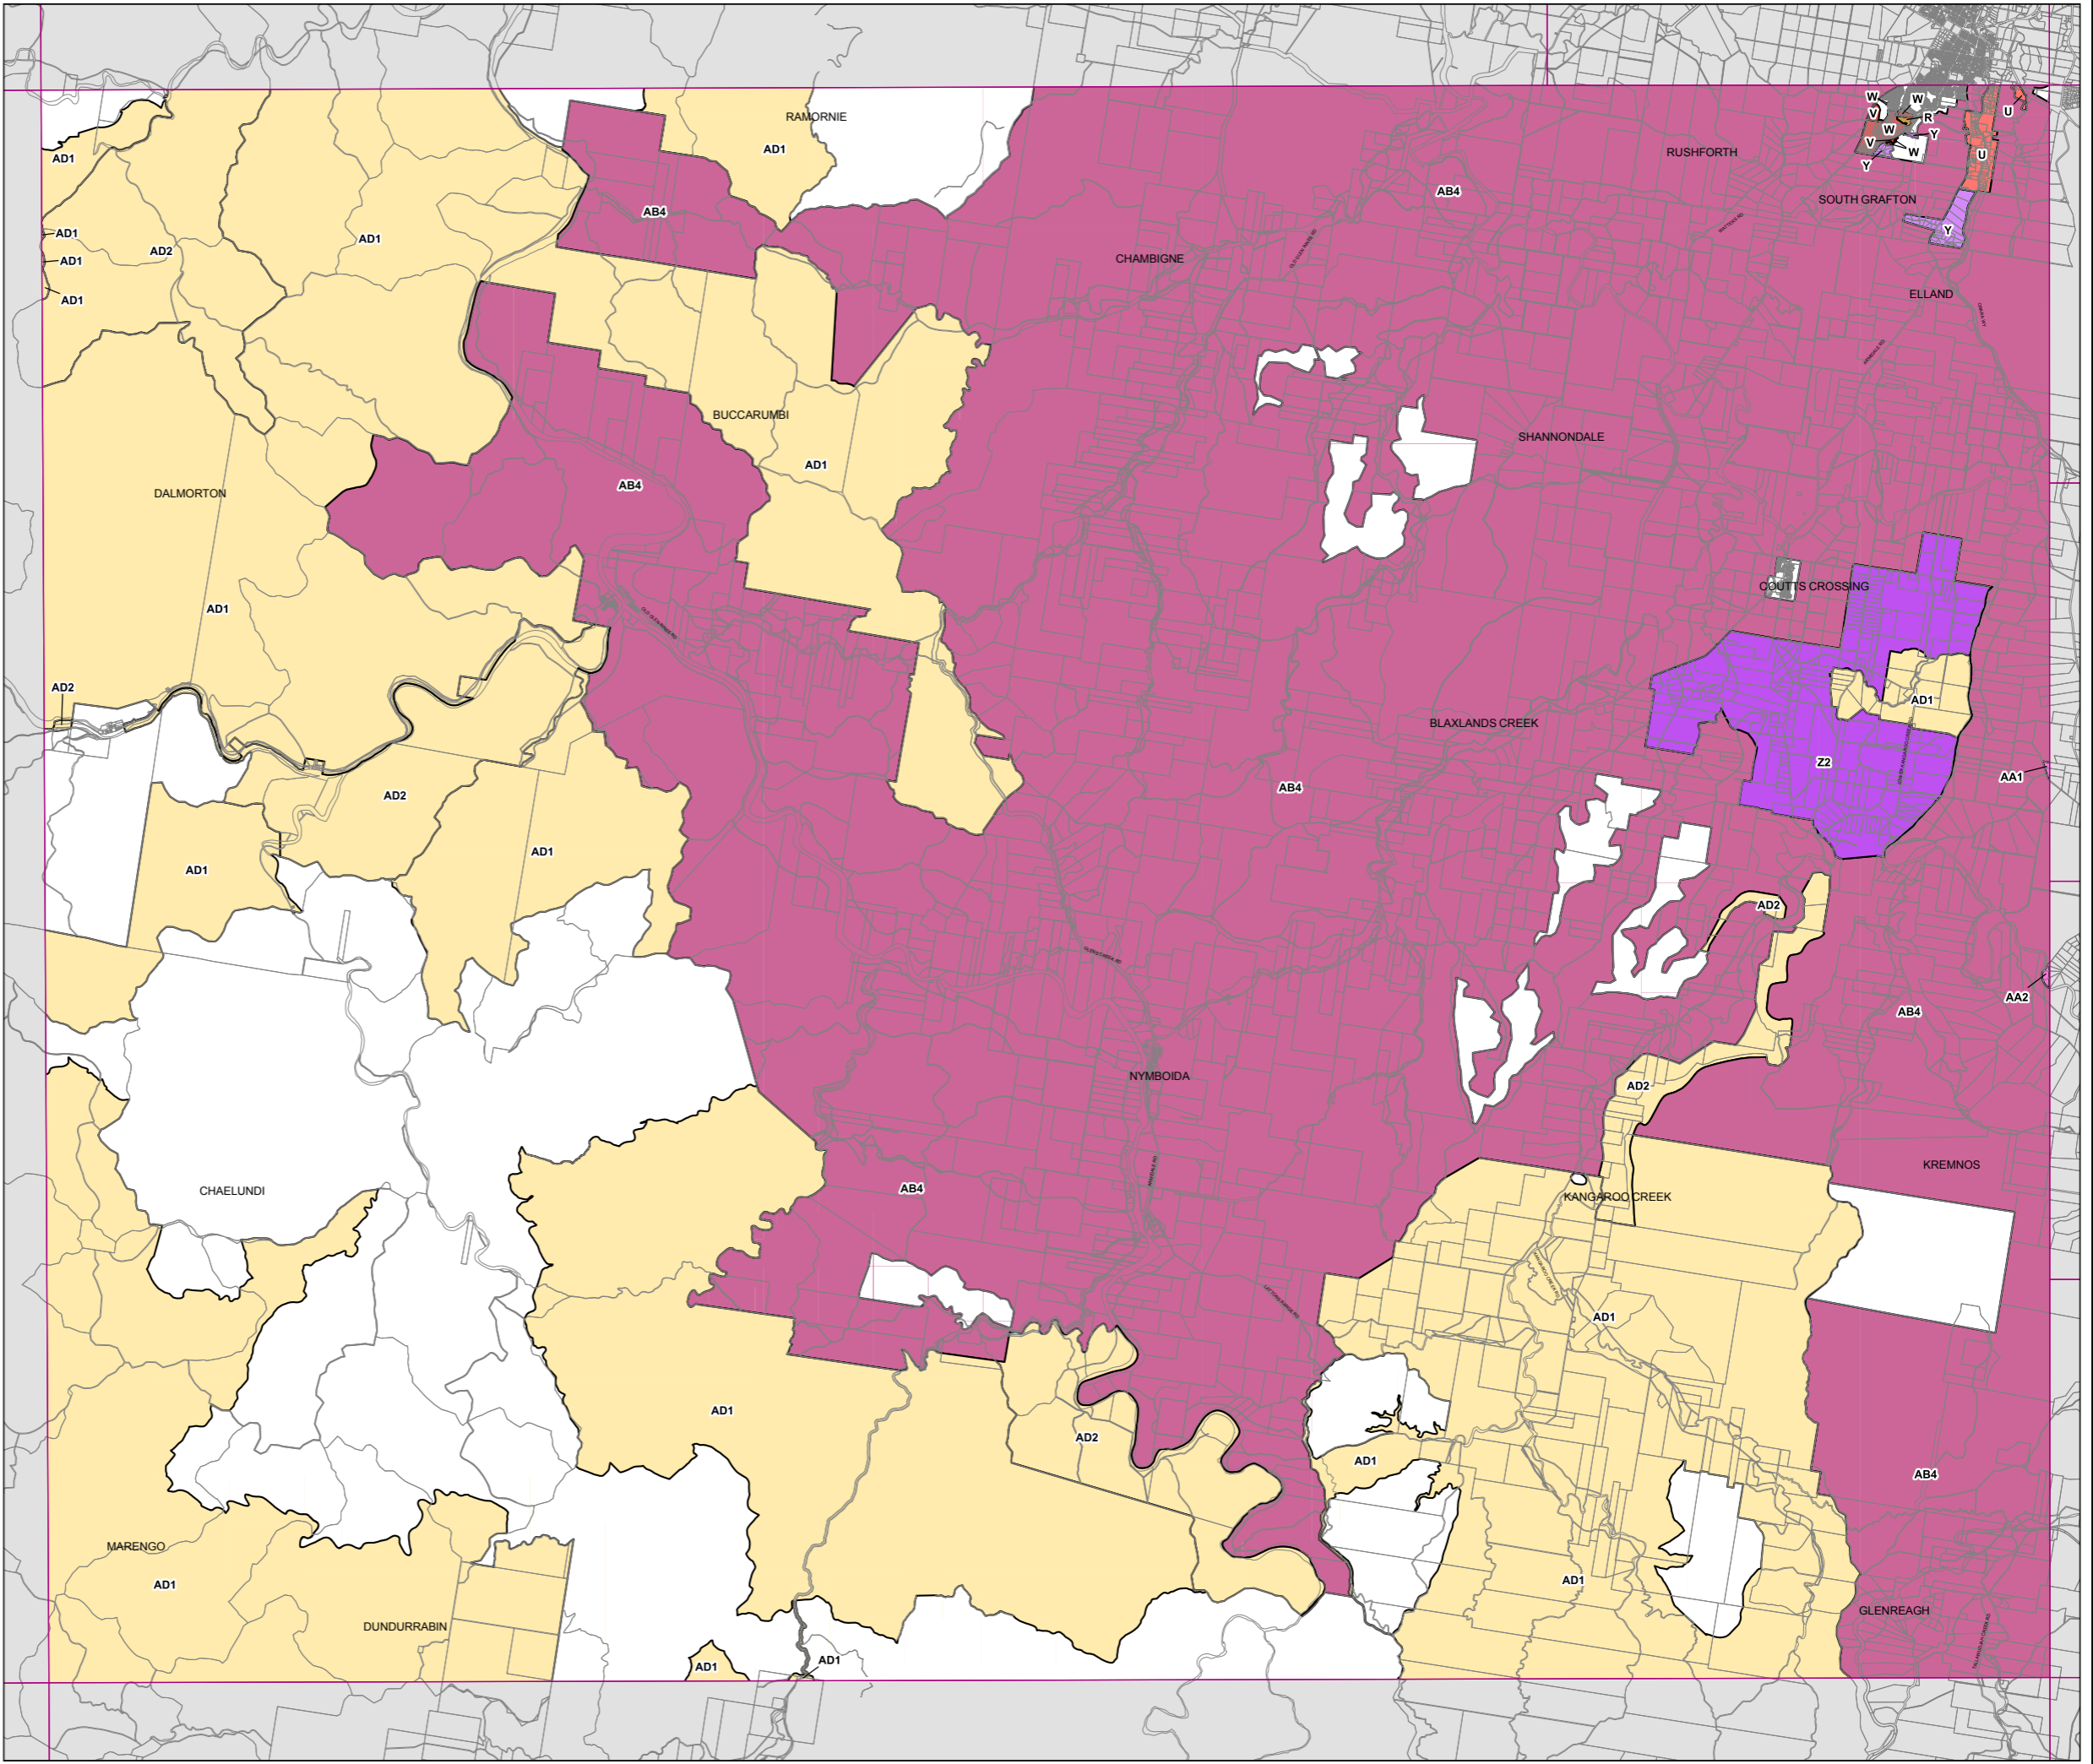 W
W
U
V
R
RAMORNIE
W
Y
AD1
RUSHFORTH
V
W
U
AD1
Y
AB4
SOUTH GRAFTON
AB4
AD1
Y
AD1
AD2
CHAMBIGNE
AD1
ELLAND
AD1
BUCCARUMBI
SHANNONDALE
AD1
AB4
DALMORTON
COUTTS CROSSING
AD1
AD2
AD1
BLAXLANDS CREEK
Z2
AA1
AB4
AD2
AD1
AD1
AD2
AA2
AB4
NYMBOIDA
AD2
KREMNOS
AB4
CHAELUNDI
KANGAROO CREEK
AD1
AD1
AD2
AD1
AB4
MARENGO
AD1
AD1
GLENREAGH
DUNDURRABIN
AD1
AD1